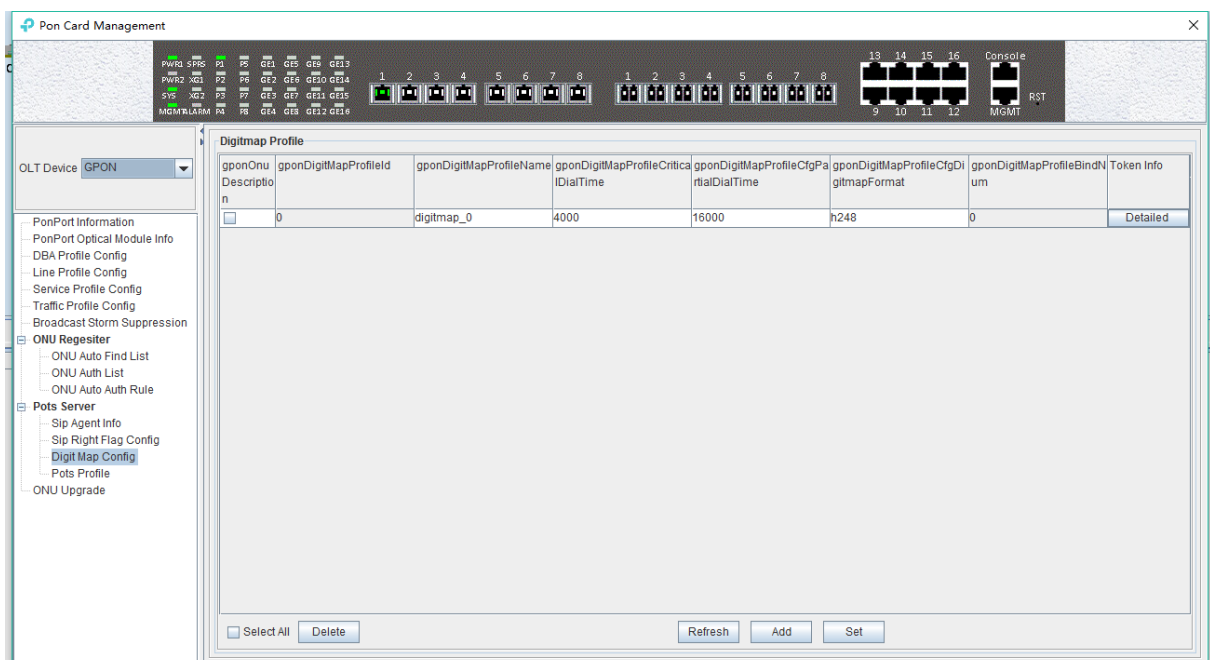 Pon Card Management
PWR1 SPRS P1 P5 GE1 GE5 GE9 GE13
PWR2 XG1 P2 P6 GE2 GE6 GE10 GE14
SYS XG2 P3 P7 GE3 GE7 GE11 GE15
MGMT ALARM P4 P8 GE4 GE8 GE12 GE16
1 2 3 4 5 6 7 8
1 2 3 4 5 6 7 8
13 14 15 16
9 10 11 12
Console
MGMT
RST
OLT Device GPON
PonPort Information
PonPort Optical Module Info
DBA Profile Config
Line Profile Config
Service Profile Config
Traffic Profile Config
Broadcast Storm Suppression
ONU Regesiter
ONU Auto Find List
ONU Auth List
ONU Auto Auth Rule
Pots Server
Sip Agent Info
Sip Right Flag Config
Digit Map Config
Pots Profile
ONU Upgrade
Digitmap Profile
gponOnu gponDigitMapProfileId gponDigitMapProfileName gponDigitMapProfileCritica gponDigitMapProfileCfgPa gponDigitMapProfileCfgDi gponDigitMapProfileBindN Token Info
Descriptio lDialTime rtialDialTime gitmapFormat um
n
0 digitmap_0 4000 16000 h248 0 Detailed
Select All Delete Refresh Add Set